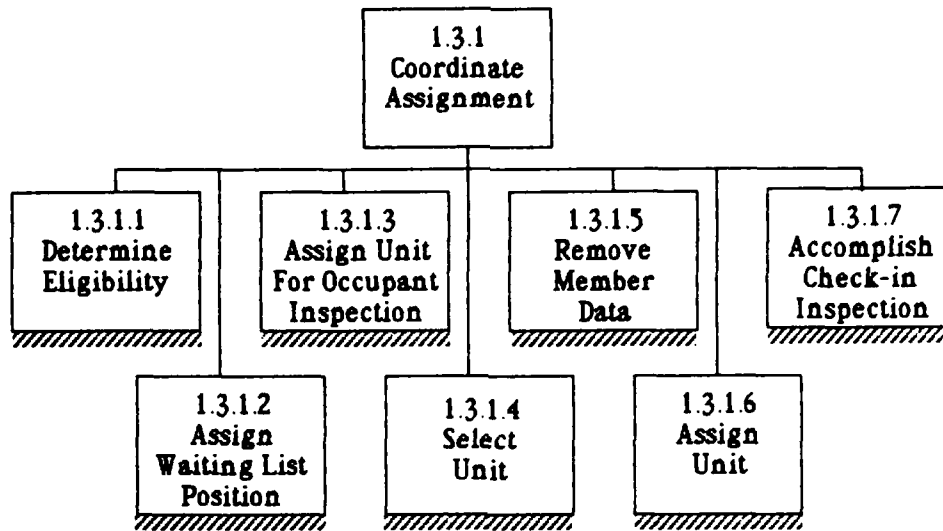 1.3.1
Coordinate
Assignment
1.3.1.1
Determine
Eligibility
1.3.1.3
Assign Unit
For Occupant
Inspection
1.3.1.5
Remove
Member
Data
1.3.1.7
Accomplish
Check-in
Inspection
1.3.1.2
Assign
Waiting List
Position
1.3.1.4
Select
Unit
1.3.1.6
Assign
Unit